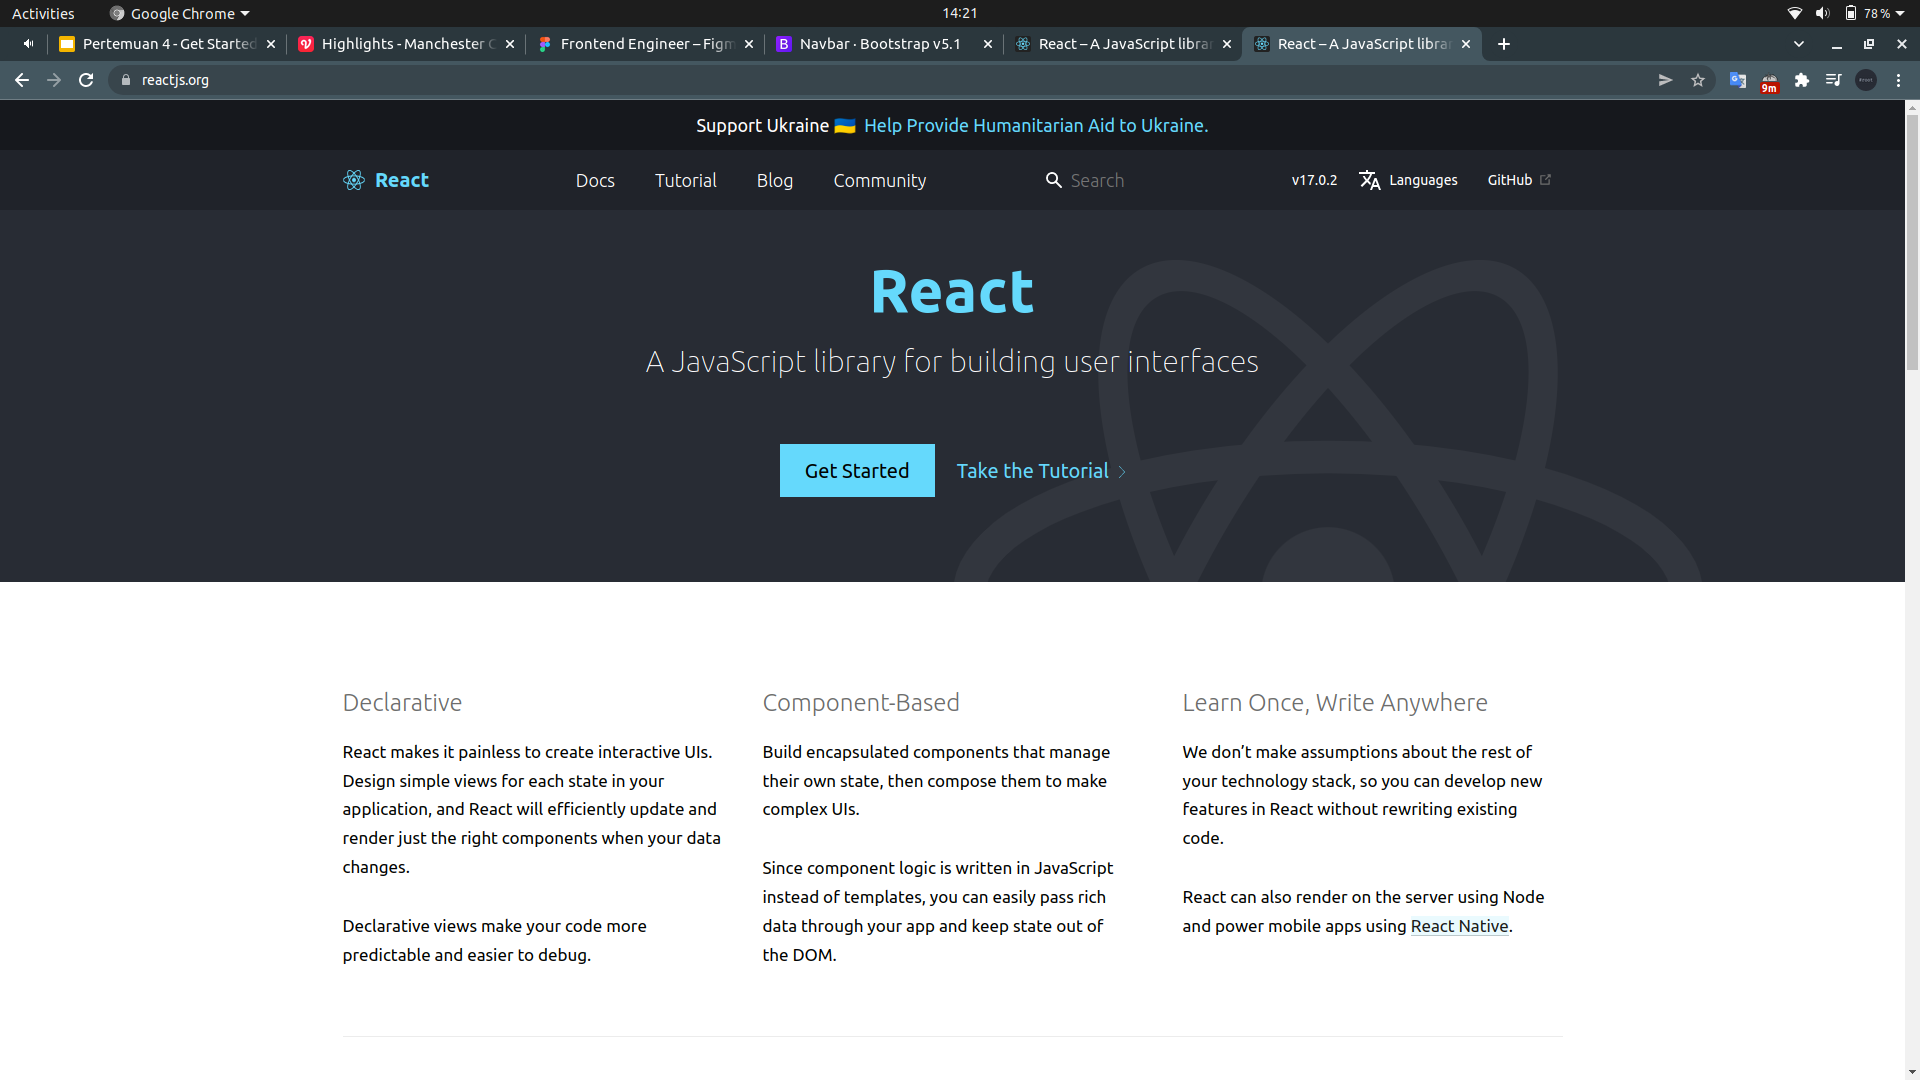 Activities
Google Chrome
14:21
78 %
Pertemuan 4 - Get Started
Highlights - Manchester C
Frontend Engineer – Figm
Navbar · Bootstrap v5.1
React – A JavaScript librar
React – A JavaScript librar
reactjs.org
9m
Support Ukraine 🇺🇦 Help Provide Humanitarian Aid to Ukraine.
React
Docs
Tutorial
Blog
Community
Search
v17.0.2
Languages
GitHub
React
A JavaScript library for building user interfaces
Get Started
Take the Tutorial
Declarative
React makes it painless to create interactive UIs.
Design simple views for each state in your
application, and React will efficiently update and
render just the right components when your data
changes.
Declarative views make your code more
predictable and easier to debug.
Component-Based
Build encapsulated components that manage
their own state, then compose them to make
complex UIs.
Since component logic is written in JavaScript
instead of templates, you can easily pass rich
data through your app and keep state out of
the DOM.
Learn Once, Write Anywhere
We don’t make assumptions about the rest of
your technology stack, so you can develop new
features in React without rewriting existing
code.
React can also render on the server using Node
and power mobile apps using React Native.